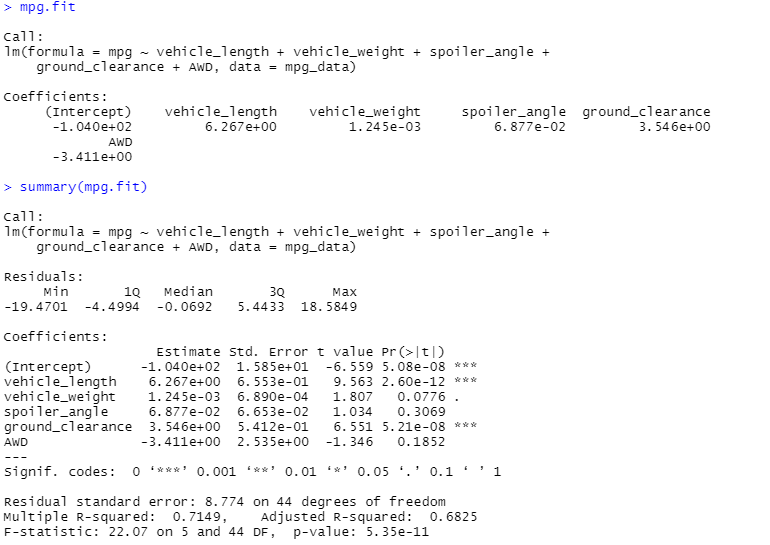 > mpg.fit
Call:
lm(formula = mpg ~ vehicle_length + vehicle_weight + spoiler_angle +
    ground_clearance + AWD, data = mpg_data)
Coefficients:
     (Intercept)    vehicle_length    vehicle_weight     spoiler_angle  ground_clearance
      -1.040e+02         6.267e+00         1.245e-03         6.877e-02         3.546e+00
             AWD
      -3.411e+00
> summary(mpg.fit)
Call:
lm(formula = mpg ~ vehicle_length + vehicle_weight + spoiler_angle +
    ground_clearance + AWD, data = mpg_data)
Residuals:
     Min       1Q   Median       3Q      Max
-19.4701  -4.4994  -0.0692   5.4433  18.5849
Coefficients:
                   Estimate Std. Error t value Pr(>|t|)
(Intercept)      -1.040e+02  1.585e+01  -6.559 5.08e-08 ***
vehicle_length    6.267e+00  6.553e-01   9.563 2.60e-12 ***
vehicle_weight    1.245e-03  6.890e-04   1.807   0.0776 .
spoiler_angle     6.877e-02  6.653e-02   1.034   0.3069
ground_clearance  3.546e+00  5.412e-01   6.551 5.21e-08 ***
AWD              -3.411e+00  2.535e+00  -1.346   0.1852
---
Signif. codes:  0 ‘***’ 0.001 ‘**’ 0.01 ‘*’ 0.05 ‘.’ 0.1 ‘ ’ 1
Residual standard error: 8.774 on 44 degrees of freedom
Multiple R-squared:  0.7149,    Adjusted R-squared:  0.6825
F-statistic: 22.07 on 5 and 44 DF,  p-value: 5.35e-11